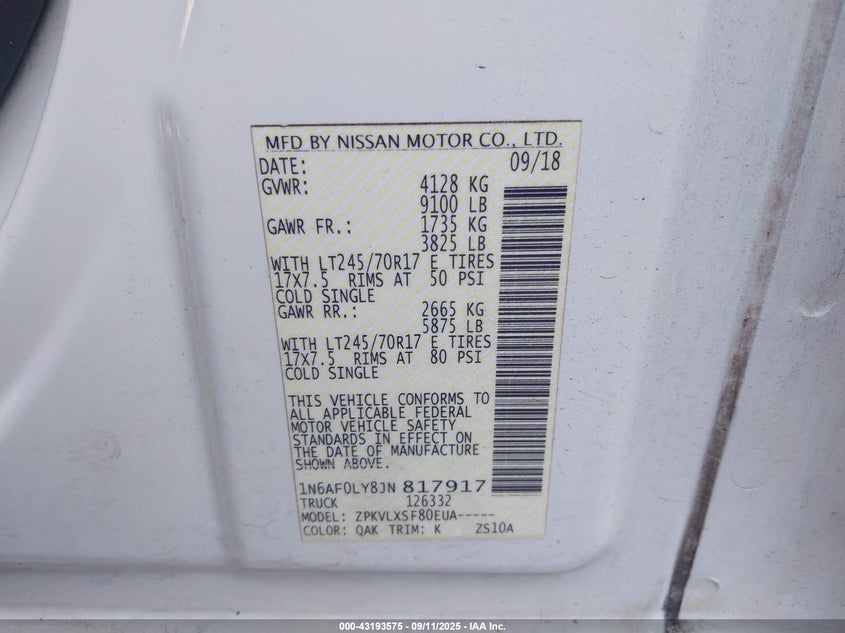 MFD BY NISSAN MOTOR CO., LTD.
DATE: 09/18
GVWR: 4128 KG
9100 LB
GAWR FR.: 1735 KG
3825 LB
WITH LT245/70R17 E TIRES
17X7.5 RIMS AT 50 PSI
COLD SINGLE
GAWR RR.: 2665 KG
5875 LB
WITH LT245/70R17 E TIRES
17X7.5 RIMS AT 80 PSI
COLD SINGLE
THIS VEHICLE CONFORMS TO
ALL APPLICABLE FEDERAL
MOTOR VEHICLE SAFETY
STANDARDS IN EFFECT ON
THE DATE OF MANUFACTURE
SHOWN ABOVE.
1N6AF0LY8JN 817917
TRUCK 126332
MODEL: ZPKVLXSF80EUA-----
COLOR: QAK TRIM: K ZS10A
000-43193575 - 09/11/2025 - IAA Inc.